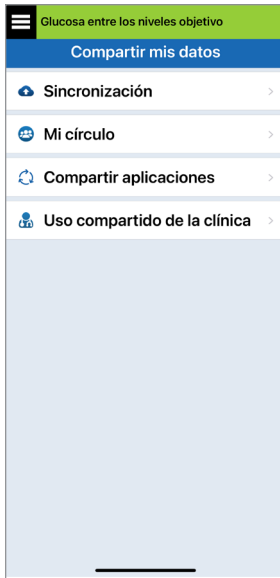 Glucosa entre los niveles objetivo
Compartir mis datos
Sincronización
Mi círculo
Compartir aplicaciones
Uso compartido de la clínica